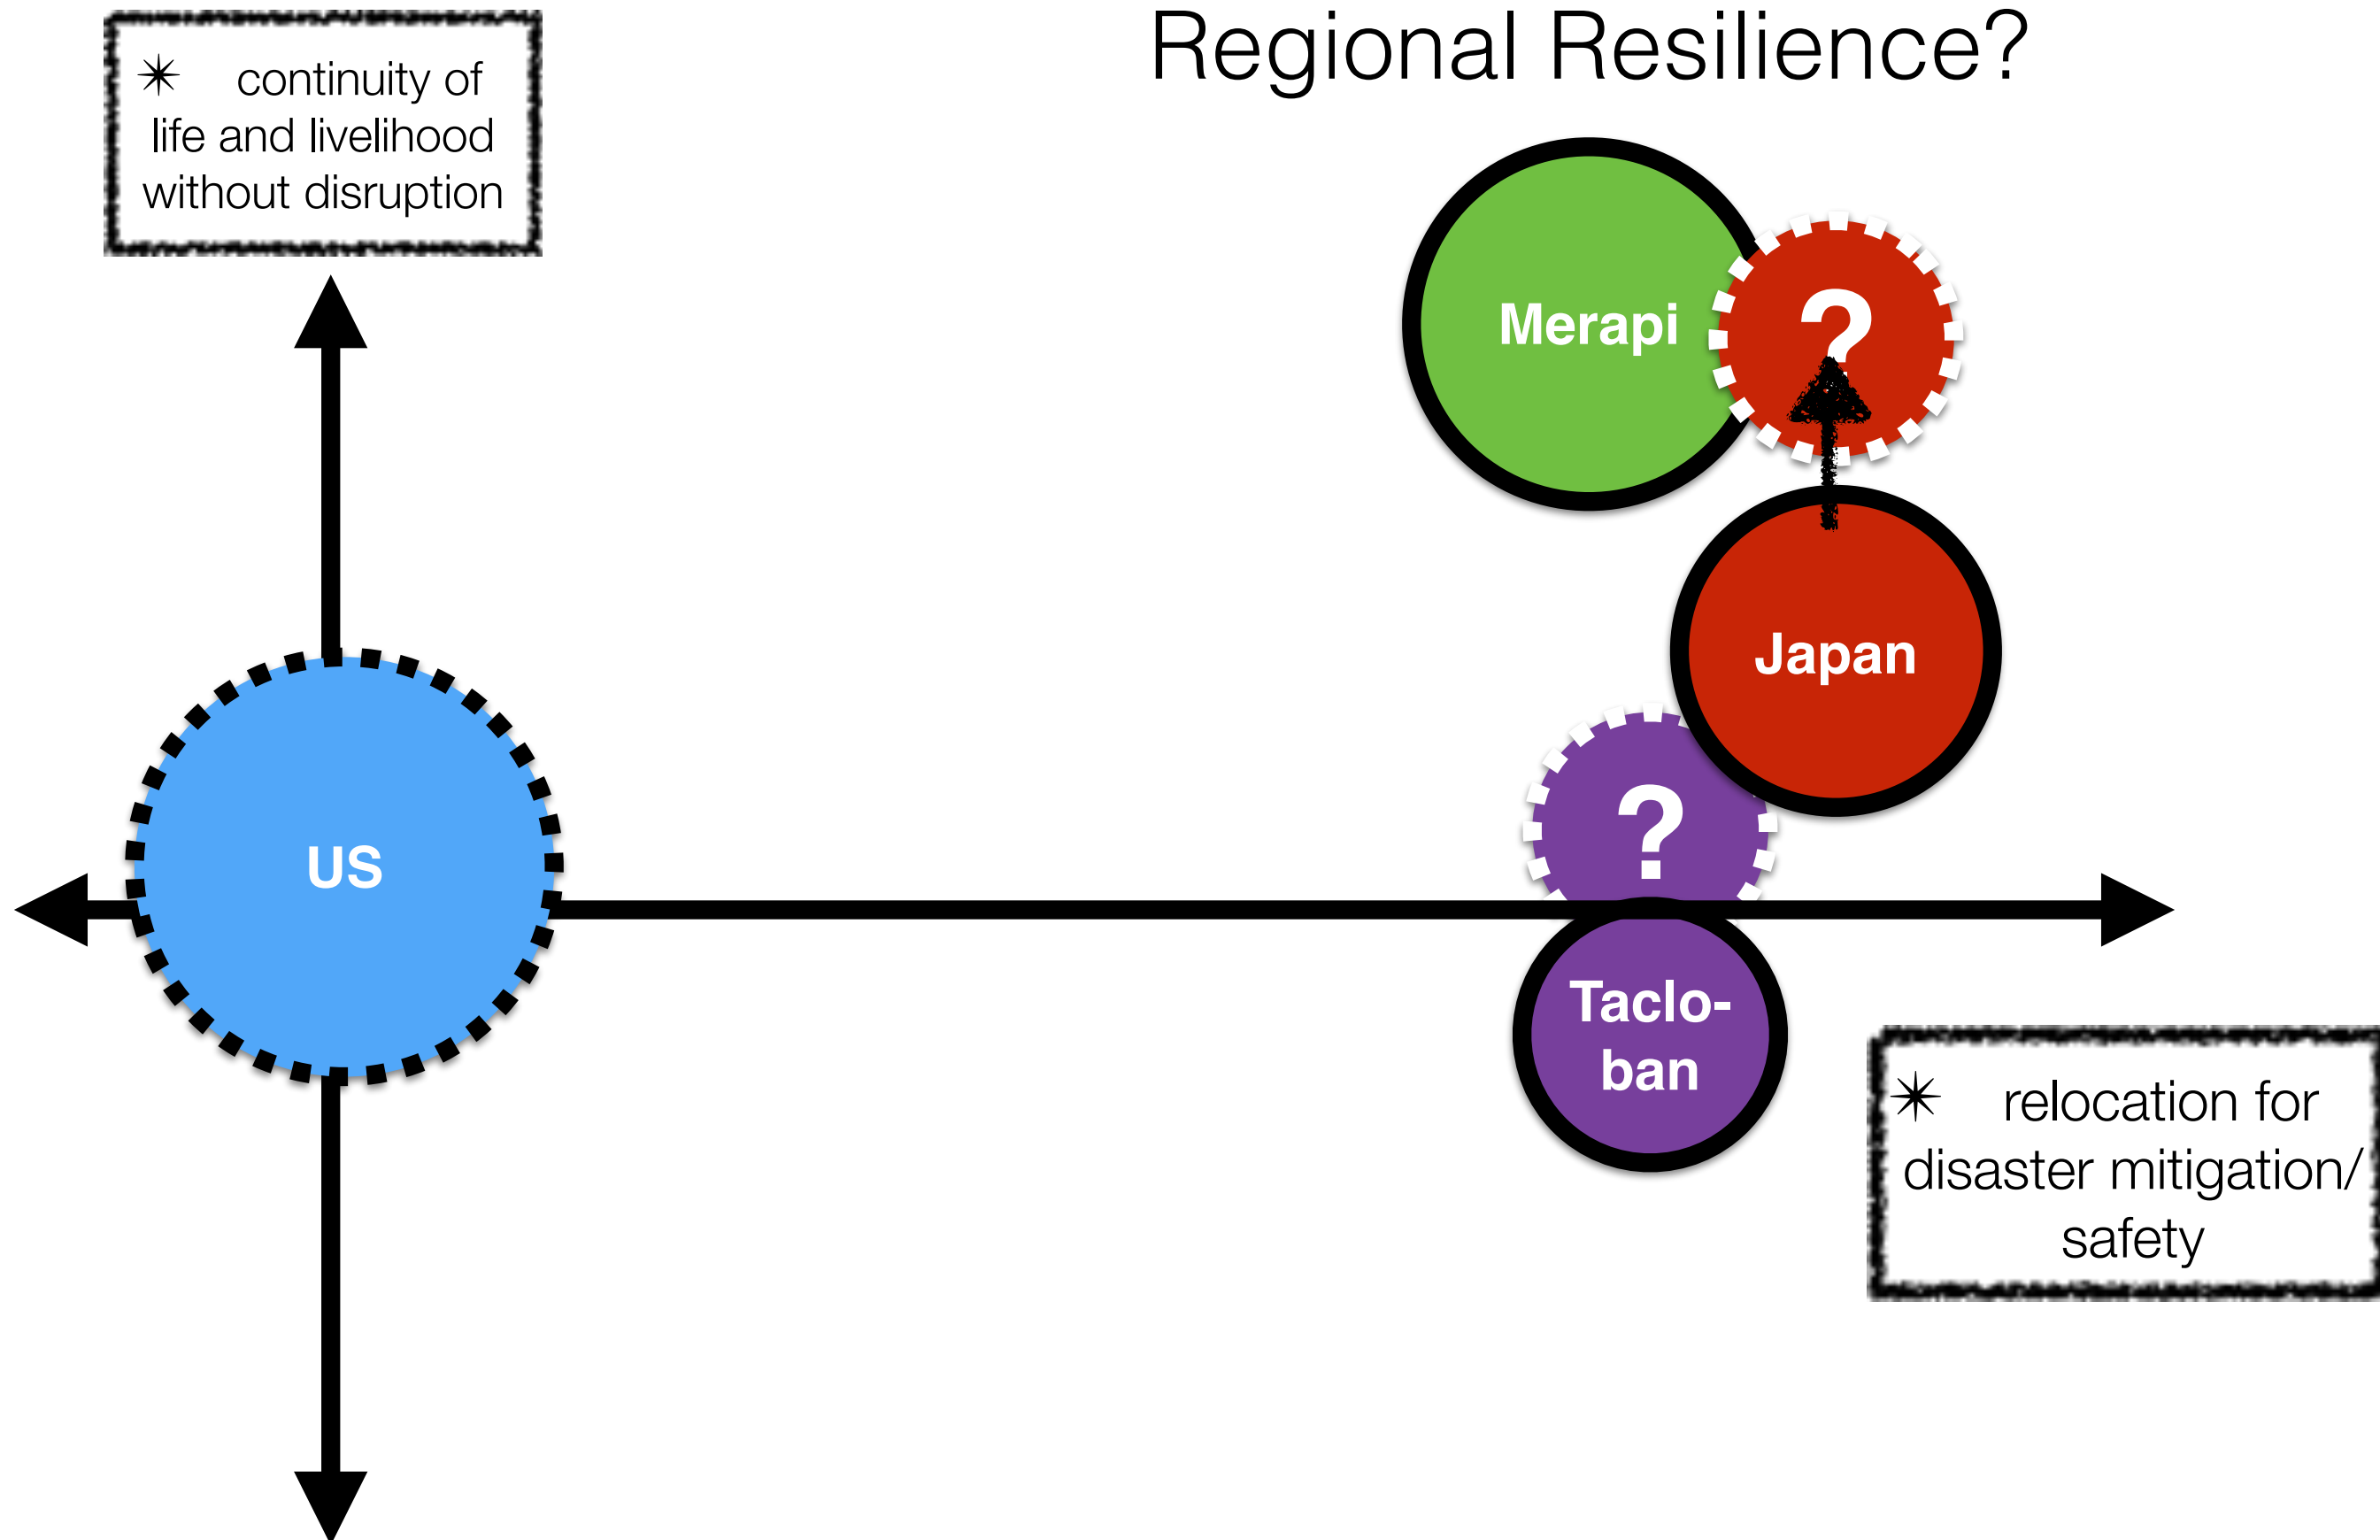 Regional Resilience?
✴ continuity of
life and livelihood
without disruption
Merapi
?
Japan
?
US
Taclo-
ban
✴ relocation for
disaster mitigation/
safety